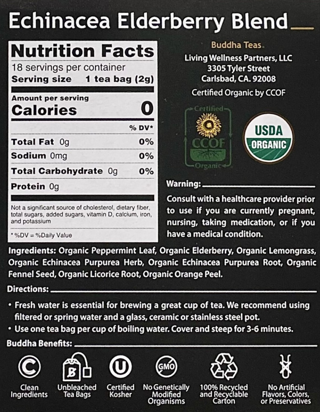 Echinacea Elderberry Blend
Nutrition Facts
18 servings per container
Serving size 1 tea bag (2g)
Amount per serving
Calories 0
% DV*
Total Fat 0g 0%
Sodium 0mg 0%
Total Carbohydrate 0g 0%
Protein 0g
Not a significant source of cholesterol, dietary fiber,
total sugars, added sugars, vitamin D, calcium, iron,
and potassium
* %DV = %Daily Value
Buddha Teas
Living Wellness Partners, LLC
3305 Tyler Street
Carlsbad, CA. 92008
Certified Organic by CCOF
Certified
CCOF
Organic
USDA
ORGANIC
Warning:
Consult with a healthcare provider prior
to use if you are currently pregnant,
nursing, taking medication, or if you
have a medical condition.
Ingredients: Organic Peppermint Leaf, Organic Elderberry, Organic Lemongrass,
Organic Echinacea Purpurea Herb, Organic Echinacea Purpurea Root, Organic
Fennel Seed, Organic Licorice Root, Organic Orange Peel.
Directions:
• Fresh water is essential for brewing a great cup of tea. We recommend using
filtered or spring water and a glass, ceramic or stainless steel pot.
• Use one tea bag per cup of boiling water. Cover and steep for 3-6 minutes.
Buddha Benefits:
C
B
U
GMO
Clean
Ingredients
Unbleached
Tea Bags
Certified
Kosher
No Genetically
Modified
Organisms
100% Recycled
and Recyclable
Carton
No Artificial
Flavors, Colors,
or Preservatives